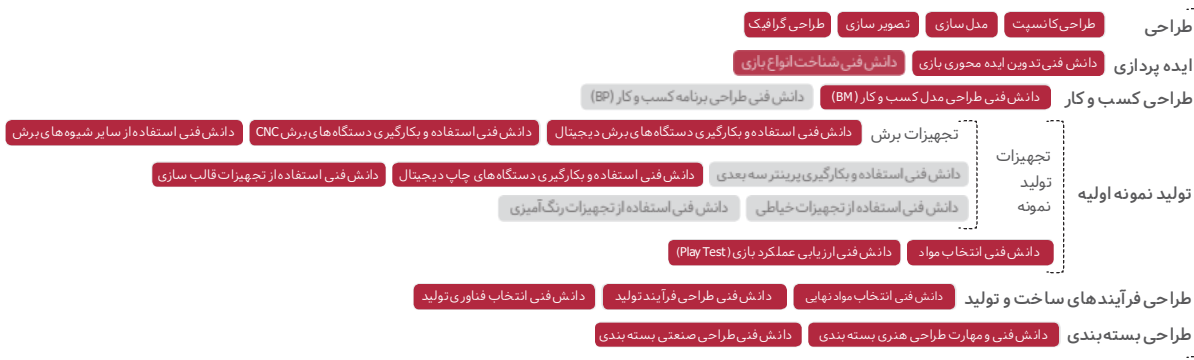 طراحی طراحی کانسپت مدل سازی تصویر سازی طراحی گرافیک
ایده پردازی دانش فنی تدوین ایده محوری بازی دانش فنی شناخت انواع بازی
طراحی کسب و کار دانش فنی طراحی مدل کسب و کار (BM) دانش فنی طراحی برنامه کسب و کار (BP)
تولید نمونه اولیه
تجهیزات
تولید
نمونه
تجهیزات برش دانش فنی استفاده و بکارگیری دستگاه های برش دیجیتال دانش فنی استفاده و بکارگیری دستگاه های برش CNC دانش فنی استفاده از سایر شیوه های برش
دانش فنی استفاده و بکارگیری پرینتر سه بعدی دانش فنی استفاده و بکارگیری دستگاه های چاپ دیجیتال دانش فنی استفاده از تجهیزات قالب سازی
دانش فنی استفاده از تجهیزات خیاطی دانش فنی استفاده از تجهیزات رنگ آمیزی
دانش فنی انتخاب مواد دانش فنی ارزیابی عملکرد بازی (Play Test)
طراحی فرآیندهای ساخت و تولید دانش فنی انتخاب مواد نهایی دانش فنی طراحی فرآیند تولید دانش فنی انتخاب فناوری تولید
طراحی بسته بندی دانش فنی و مهارت طراحی هنری بسته بندی دانش فنی طراحی صنعتی بسته بندی